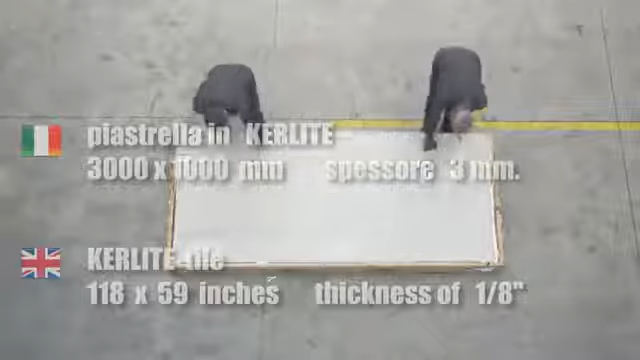 piastrella in KERLITE
3000 x 1000 mm spessore 3 mm.
KERLITE tile
118 x 59 inches thickness of 1/8"